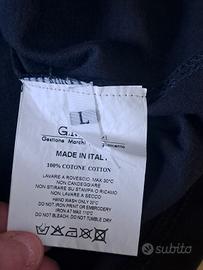 L
G.
Gestione Marchi
MADE IN ITAL
100% COTONE COTTON
LAVARE A ROVESCIO, MAX 30°C
NON CANDEGGIARE
NON STIRARE SU STAMPA O RICAMO
NON LAVARE A SECCO
HAND WASH ONLY 30°C
DO NOT IRON PRINT OR EMBROIDERY
IRON AT MAX 110°C
DO NOT BLEACH, DO NOT TUMBLE DRY
subito